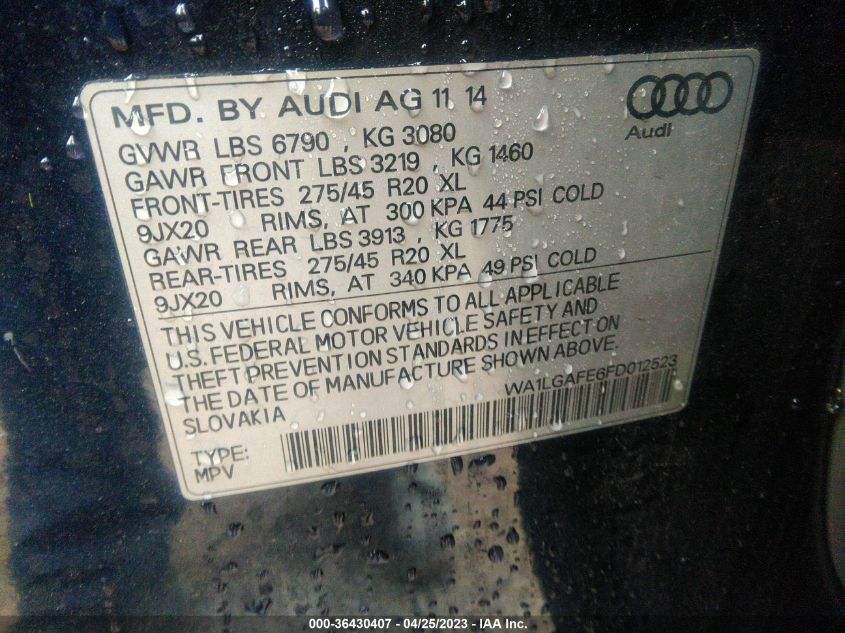 MFD. BY AUDI AG 11 14
Audi
GVWR LBS 6790 , KG 3080
GAWR FRONT LBS 3219 , KG 1460
FRONT-TIRES 275/45 R20 XL
9JX20 RIMS, AT 300 KPA 44 PSI COLD
GAWR REAR LBS 3913 , KG 1775
REAR-TIRES 275/45 R20 XL
9JX20 RIMS, AT 340 KPA 49 PSI COLD
THIS VEHICLE CONFORMS TO ALL APPLICABLE
U.S. FEDERAL MOTOR VEHICLE SAFETY AND
THEFT PREVENTION STANDARDS IN EFFECT ON
THE DATE OF MANUFACTURE SHOWN ABOVE.
SLOVAKIA WA1LGAFE6FD012523
TYPE:
MPV
000-36430407 - 04/25/2023 - IAA Inc.